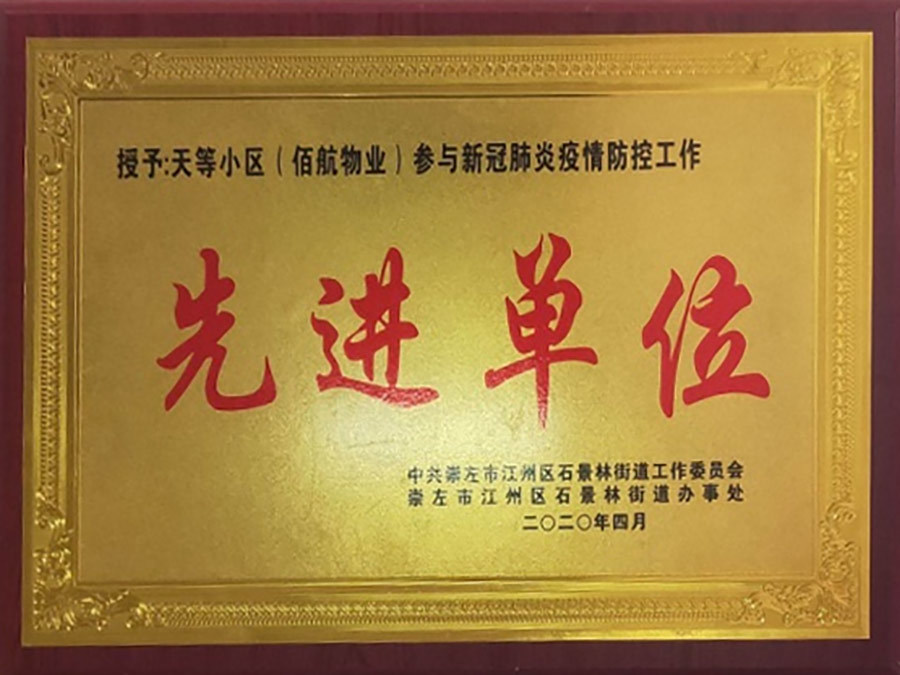 授予:天等小区（佰航物业）参与新冠肺炎疫情防控工作
先进单位
中共崇左市江州区石景林街道工作委员会
崇左市江州区石景林街道办事处
二〇二〇年四月